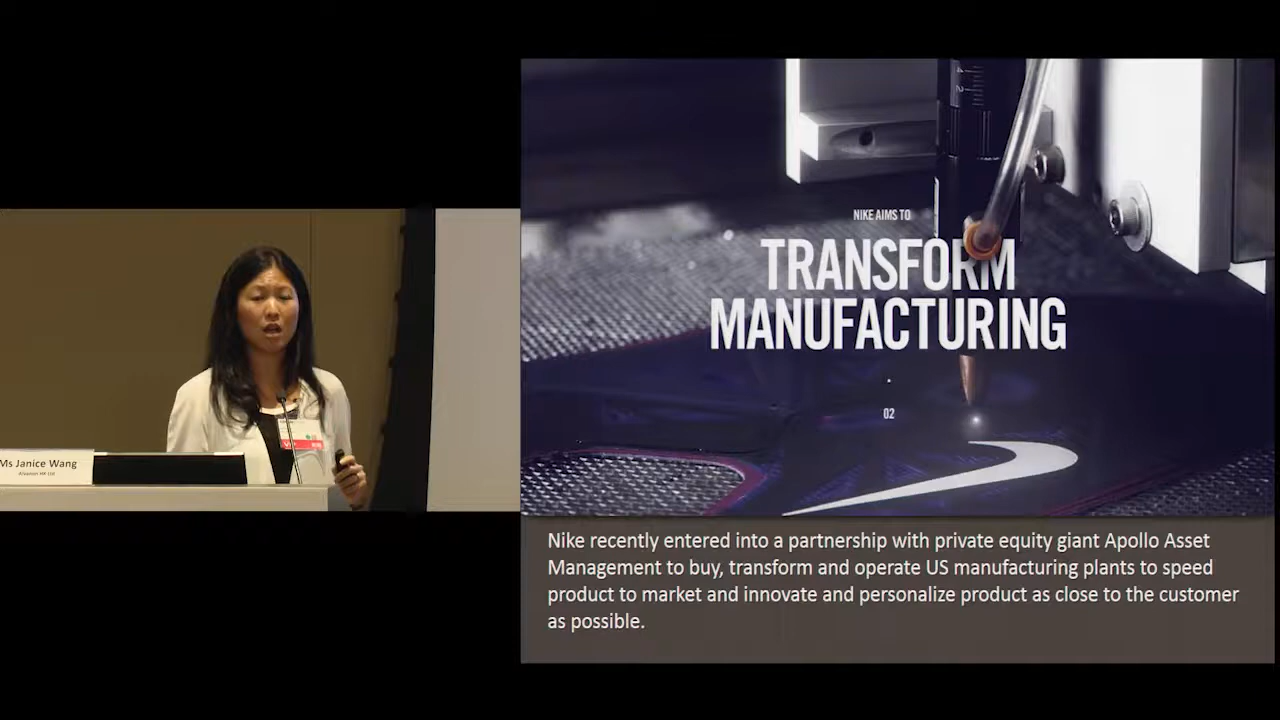 Ms Janice Wang
NIKE AIMS TO
TRANSFORM
MANUFACTURING
02
Nike recently entered into a partnership with private equity giant Apollo Asset
Management to buy, transform and operate US manufacturing plants to speed
product to market and innovate and personalize product as close to the customer
as possible.